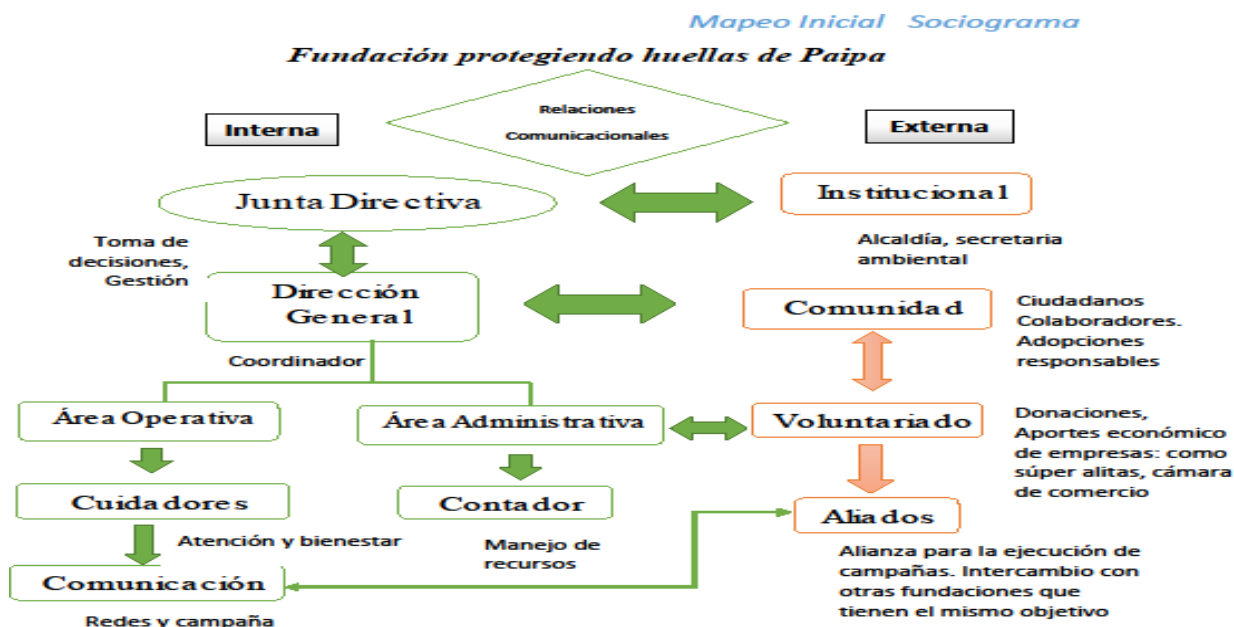 Mapeo Inicial   Sociograma
Fundación protegiendo huellas de Paipa
Relaciones
Comunicacionales
Interna
Externa
Junta Directiva
Institucional
Toma de
decisiones,
Gestión
Alcaldía, secretaria
ambiental
Dirección
General
Comunidad
Ciudadanos
Colaboradores.
Adopciones
responsables
Coordinador
Área Operativa
Área Administrativa
Voluntariado
Donaciones,
Aportes económico
de empresas: como
súper alitas, cámara
de comercio
Cuidadores
Contador
Aliados
Atención y bienestar
Manejo de
recursos
Alianza para la ejecución de
campañas. Intercambio con
otras fundaciones que
tienen el mismo objetivo
Comunicación
Redes y campaña